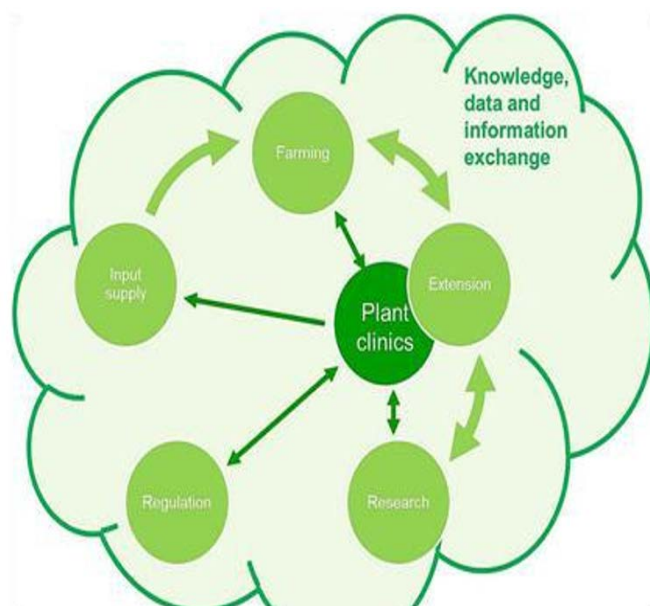 Knowledge,
data and
information
exchange
Farming
Input
supply
Extension
Plant
clinics
Regulation
Research